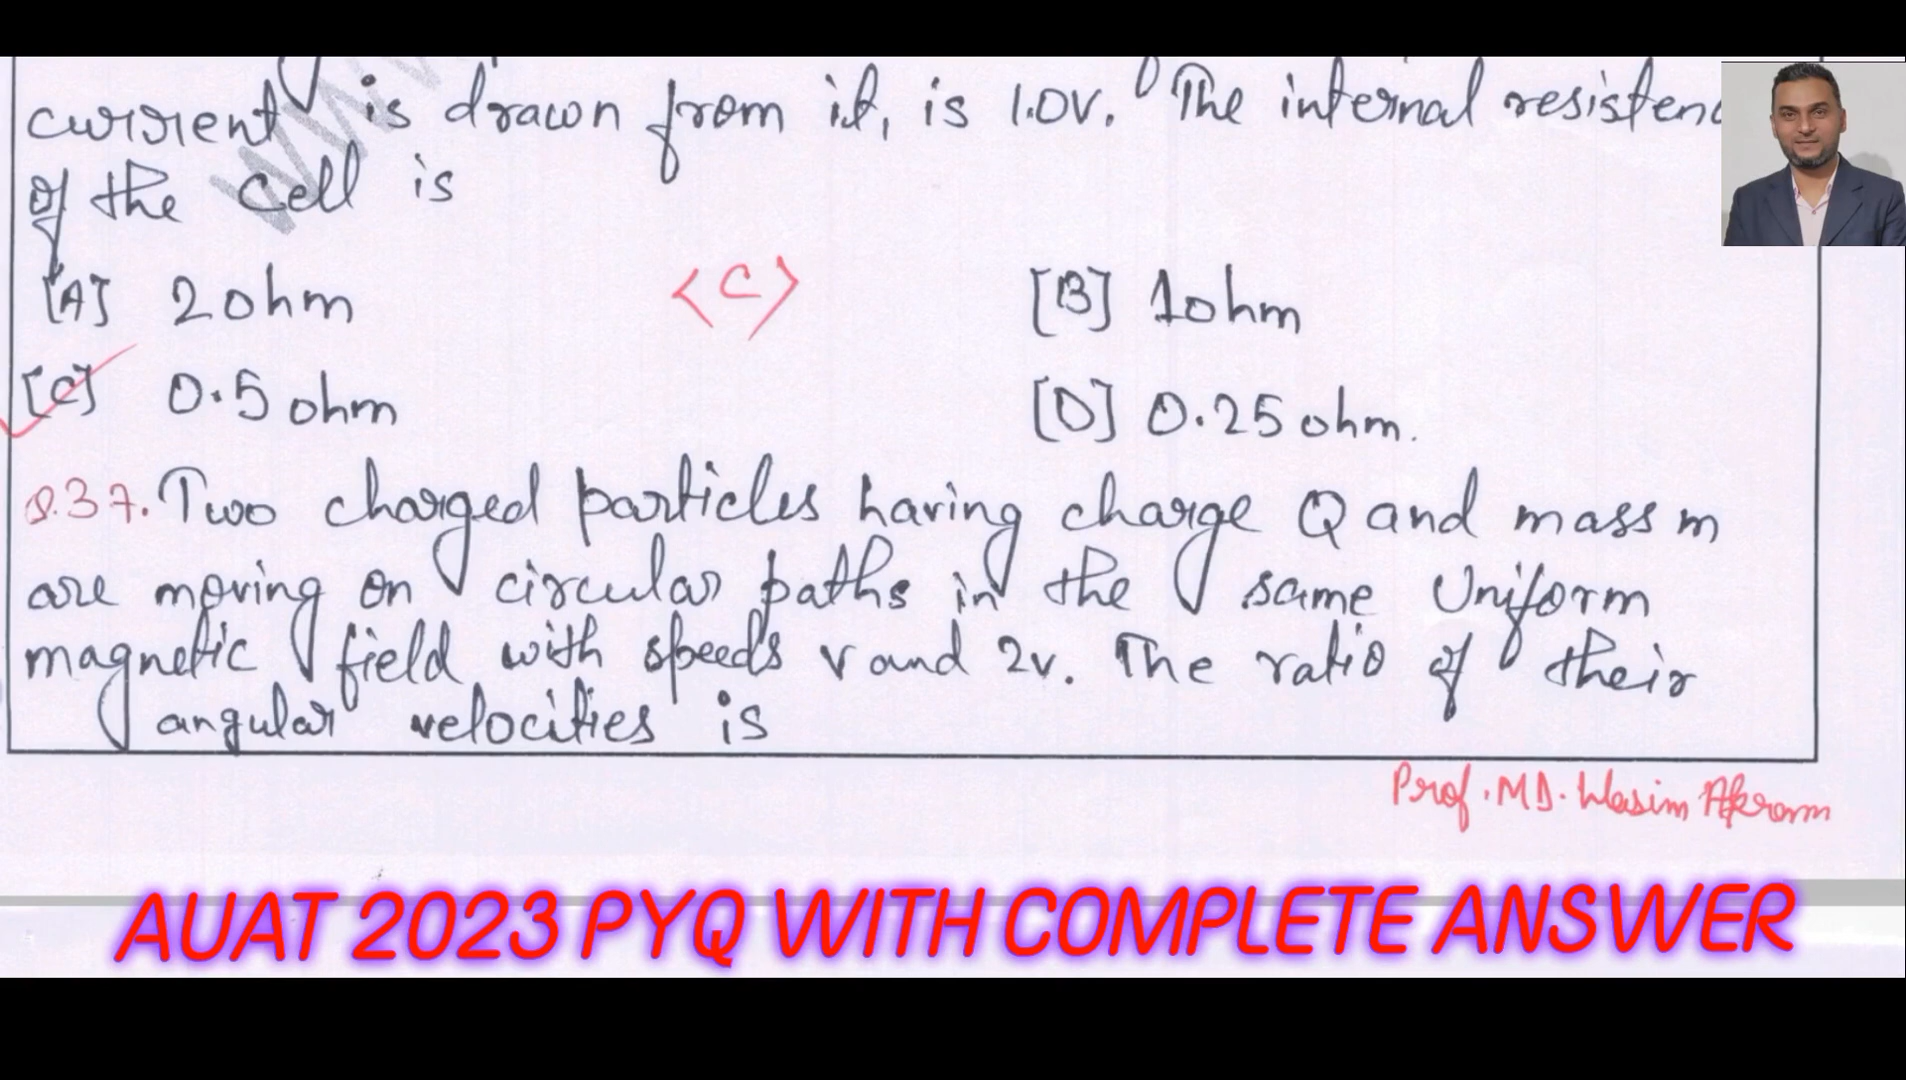 current is drawn from it, is 1.0V. The internal resistenc
of the cell is
[A] 2 ohm <C> [B] 1 ohm
[C] 0.5 ohm [D] 0.25 ohm.
Q.37. Two charged particles having charge Q and mass m
are moving on circular paths in the same Uniform
magnetic field with speeds v and 2v. The ratio of their
angular velocities is
Prof. MD. Wasim Akram
AUAT 2023 PYQ WITH COMPLETE ANSWER